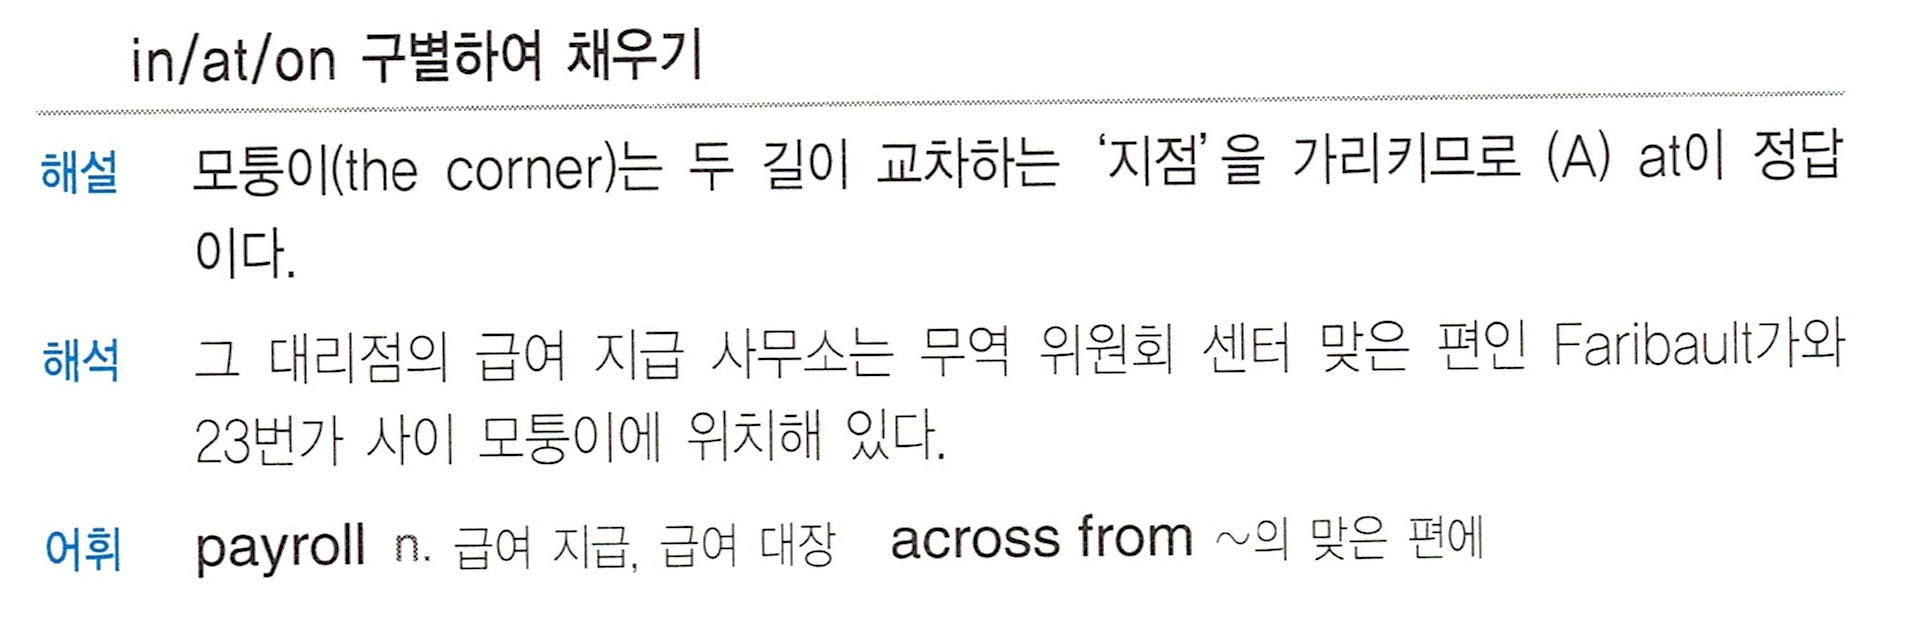 in/at/on 구별하여 채우기
해설 모퉁이(the corner)는 두 길이 교차하는 ‘지점’을 가리키므로 (A) at이 정답
이다.
해석 그 대리점의 급여 지급 사무소는 무역 위원회 센터 맞은 편인 Faribault가와
23번가 사이 모퉁이에 위치해 있다.
어휘 payroll n. 급여 지급, 급여 대장 across from ~의 맞은 편에